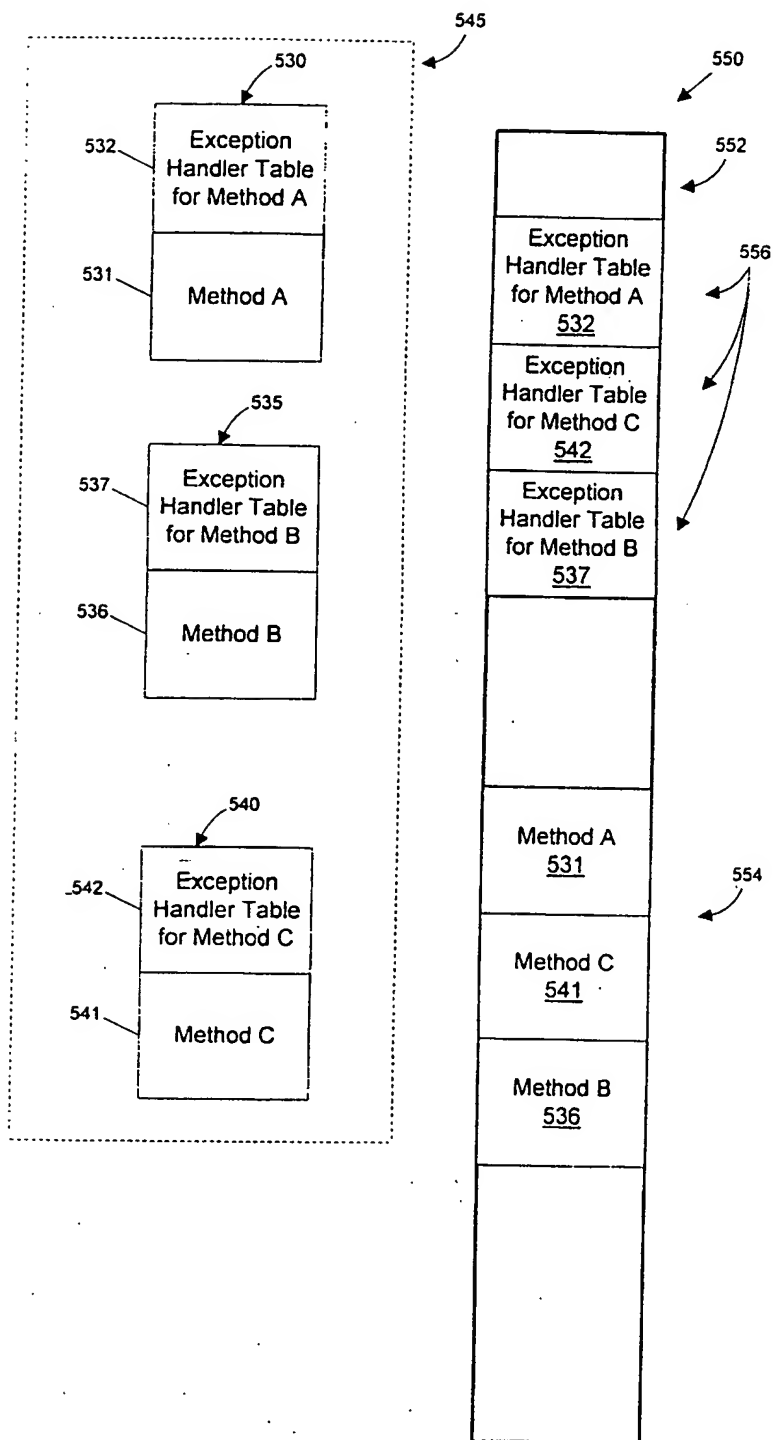 545
530
532
Exception
Handler Table
for Method A
531
Method A
535
537
Exception
Handler Table
for Method B
536
Method B
540
542
Exception
Handler Table
for Method C
541
Method C
550
552
Exception
Handler Table
for Method A
532
556
Exception
Handler Table
for Method C
542
Exception
Handler Table
for Method B
537
Method A
531
554
Method C
541
Method B
536